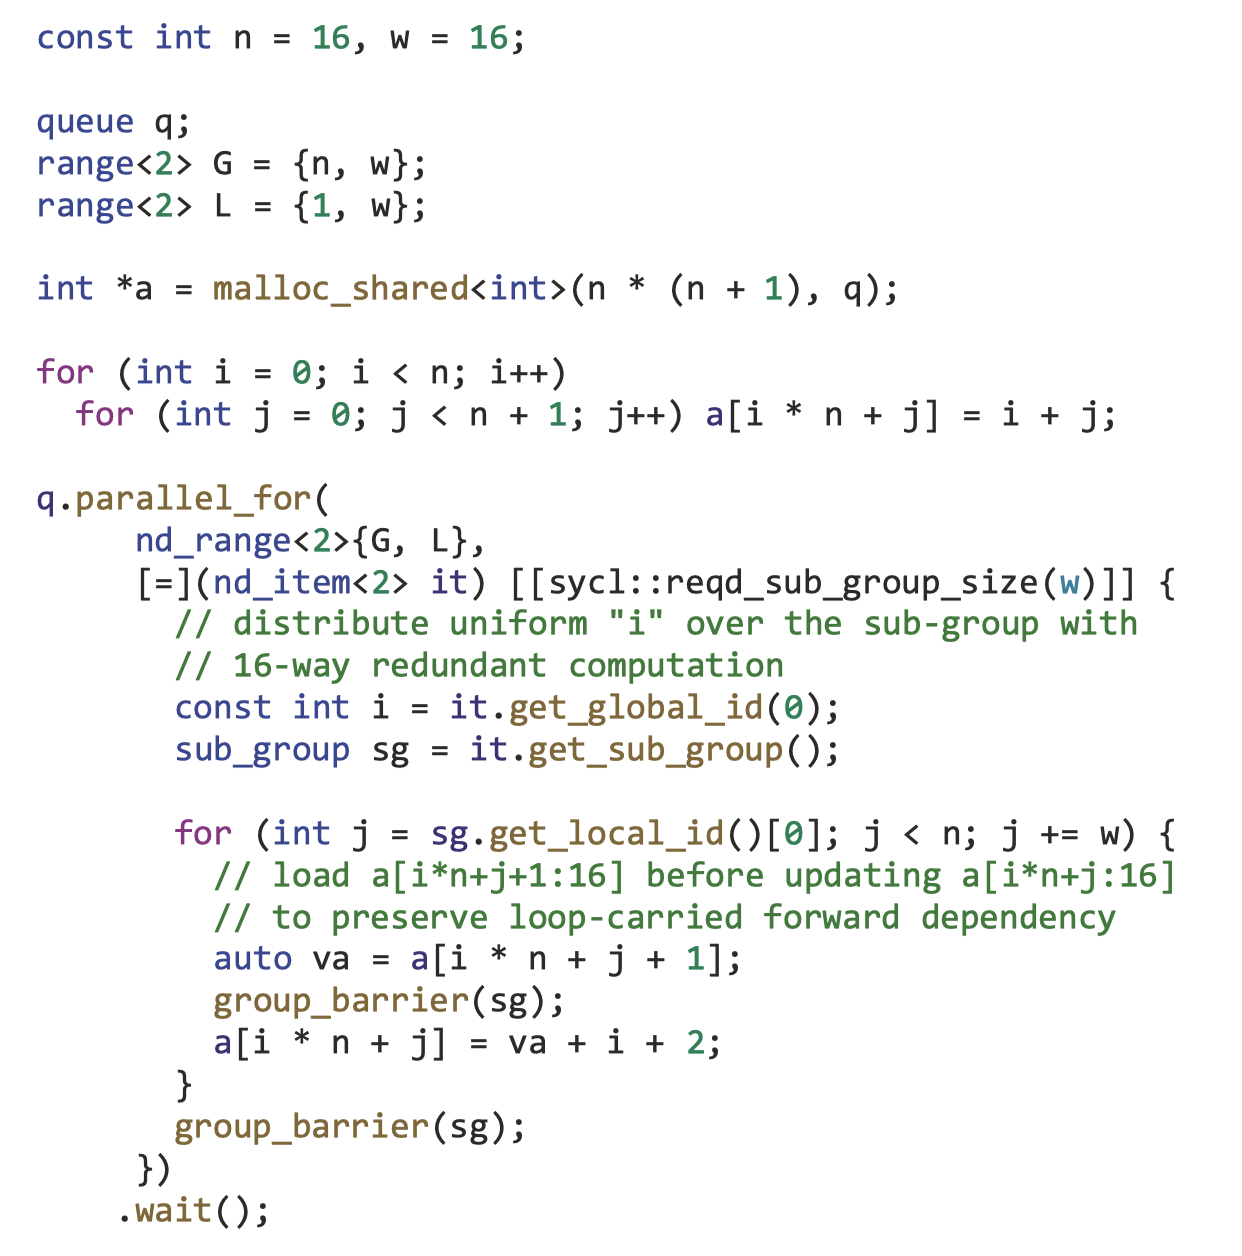 const int n = 16, w = 16;

queue q;
range<2> G = {n, w};
range<2> L = {1, w};

int *a = malloc_shared<int>(n * (n + 1), q);

for (int i = 0; i < n; i++)
  for (int j = 0; j < n + 1; j++) a[i * n + j] = i + j;

q.parallel_for(
     nd_range<2>{G, L},
     [=](nd_item<2> it) [[sycl::reqd_sub_group_size(w)]] {
       // distribute uniform "i" over the sub-group with
       // 16-way redundant computation
       const int i = it.get_global_id(0);
       sub_group sg = it.get_sub_group();

       for (int j = sg.get_local_id()[0]; j < n; j += w) {
         // load a[i*n+j+1:16] before updating a[i*n+j:16]
         // to preserve loop-carried forward dependency
         auto va = a[i * n + j + 1];
         group_barrier(sg);
         a[i * n + j] = va + i + 2;
       }
       group_barrier(sg);
     })
    .wait();